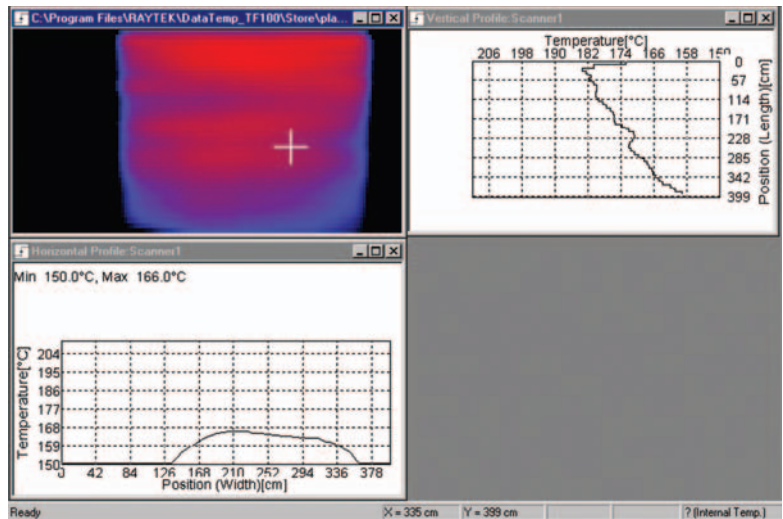 C:\Program Files\RAYTEK\DataTemp_TF100\Store\pla...
Vertical Profile:Scanner1
Temperature[°C]
206 198 190 182 174 166 158
0
57
114
171
228
285
342
399
Position (Length)[cm]
Horizontal Profile:Scanner1
Min 150.0°C, Max 166.0°C
Temperature[°C]
204
195
186
177
168
159
150
0 42 84 126 168 210 252 294 336 378
Position (Width)[cm]
Ready X = 335 cm Y = 399 cm ? (Internal Temp.)